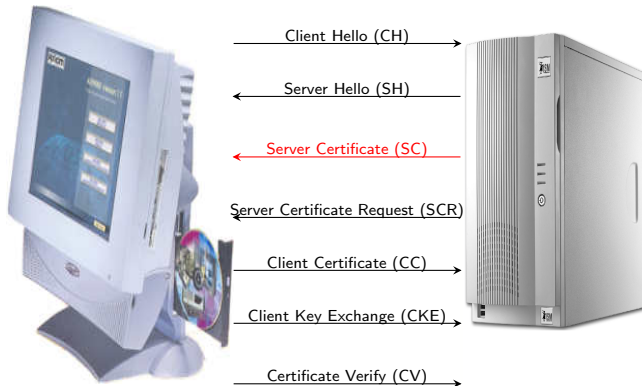 Client Hello (CH)
Server Hello (SH)
Server Certificate (SC)
Server Certificate Request (SCR)
Client Certificate (CC)
Client Key Exchange (CKE)
Certificate Verify (CV)